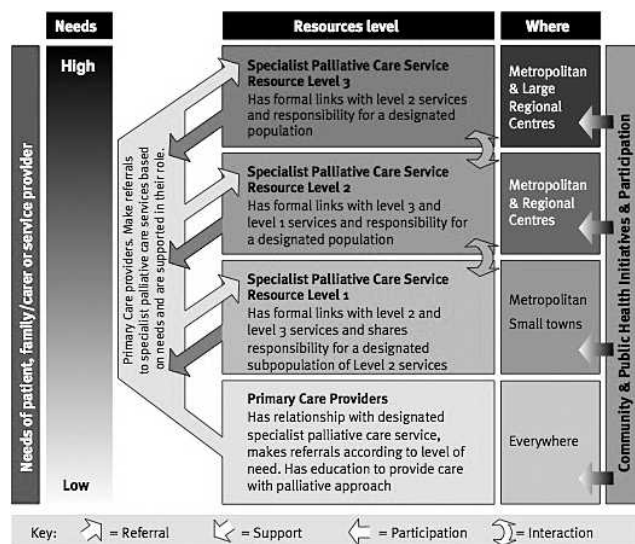 Needs
Resources level
Where
Needs of patient, family/carer or service provider
High
Low
Primary Care providers. Make referrals
to specialist palliative care services based
on needs and are supported in their role.
Specialist Palliative Care Service
Resource Level 3
Has formal links with level 2 services
and responsibility for a designated
population
Metropolitan
& Large
Regional
Centres
Specialist Palliative Care Service
Resource Level 2
Has formal links with level 3 and
level 1 services and responsibility for
a designated population
Metropolitan
& Regional
Centres
Specialist Palliative Care Service
Resource Level 1
Has formal links with level 2 and
level 3 services and shares
responsibility for a designated
subpopulation of Level 2 services
Metropolitan
Small towns
Primary Care Providers
Has relationship with designated
specialist palliative care service,
makes referrals according to level of
need. Has education to provide care
with palliative approach
Everywhere
Community & Public Health Initiatives & Participation
Key: = Referral = Support = Participation = Interaction